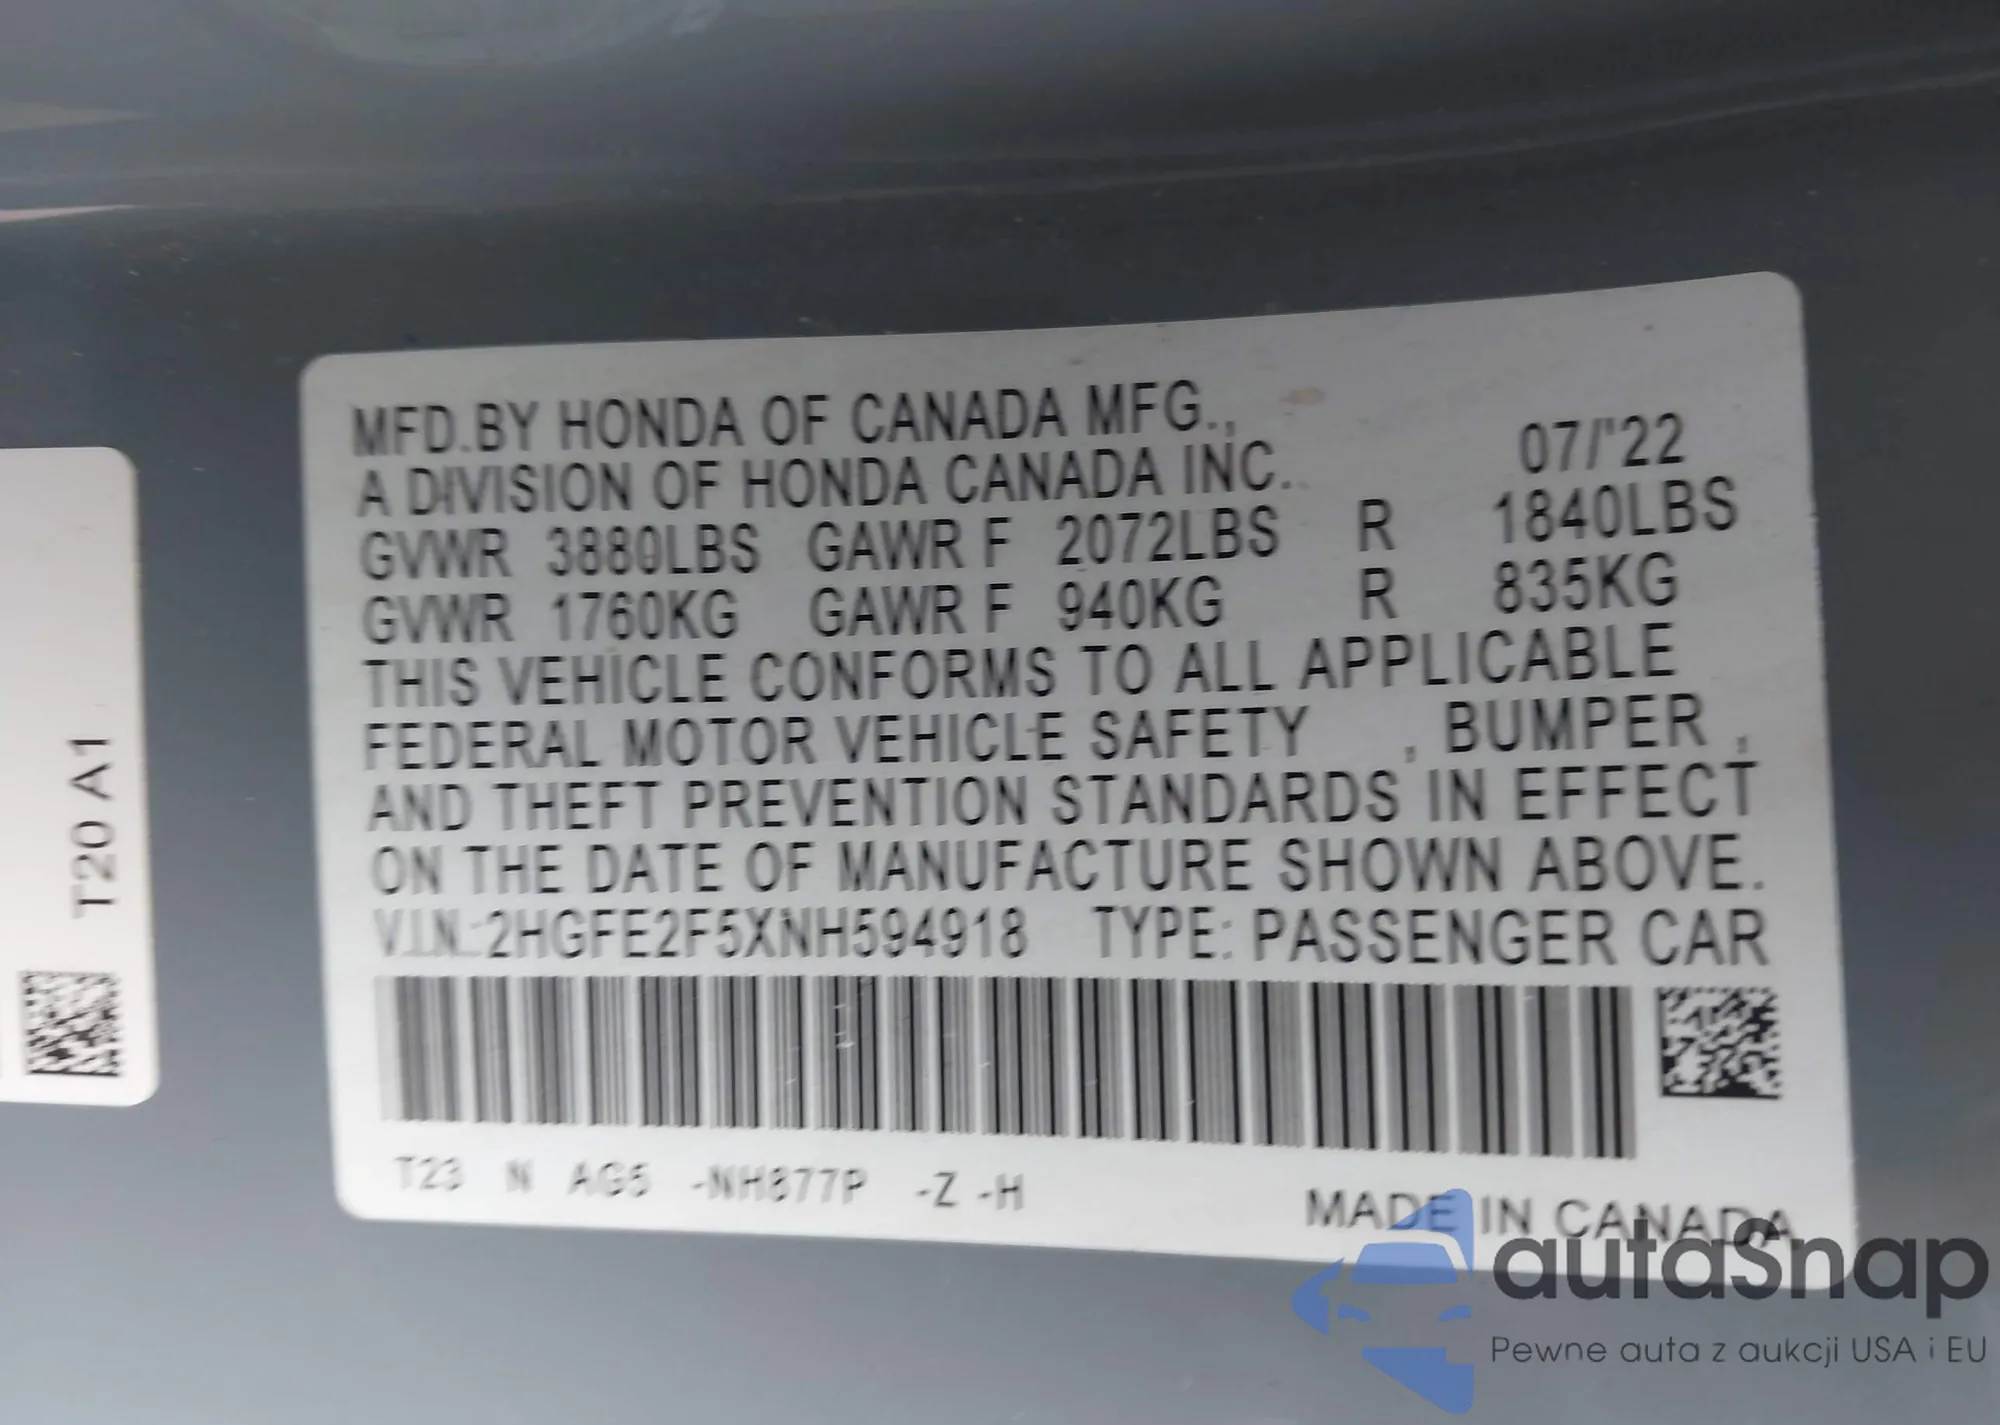 MFD.BY HONDA OF CANADA MFG.,
A DIVISION OF HONDA CANADA INC. 07/'22
GVWR 3880LBS GAWR F 2072LBS R 1840LBS
GVWR 1760KG GAWR F 940KG R 835KG
THIS VEHICLE CONFORMS TO ALL APPLICABLE
FEDERAL MOTOR VEHICLE SAFETY , BUMPER ,
AND THEFT PREVENTION STANDARDS IN EFFECT
ON THE DATE OF MANUFACTURE SHOWN ABOVE.
V.I.N.:2HGFE2F5XNH594918 TYPE: PASSENGER CAR
T23 N AG5 -NH877P -Z -H
MADE IN CANADA
T20 A1
autaSnap
Pewne auta z aukcji USA i EU